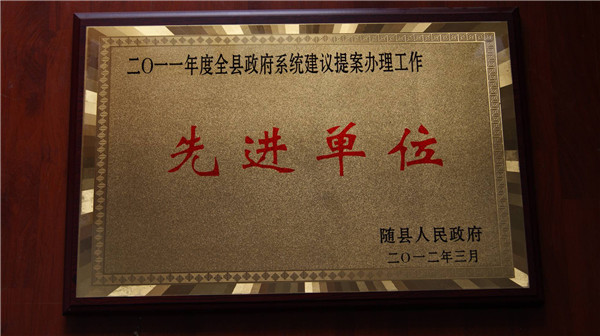 二〇一一年度全县政府系统建议提案办理工作
先进单位
随县人民政府
二〇一二年三月